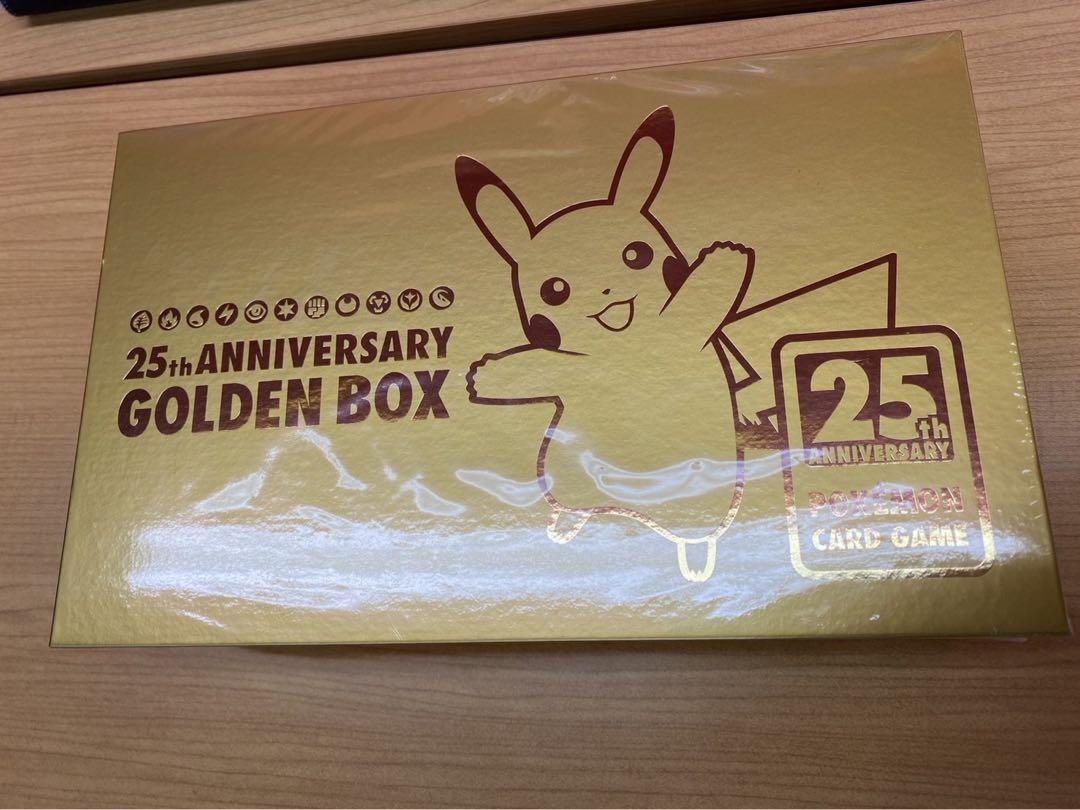 25th ANNIVERSARY
GOLDEN BOX
25th
ANNIVERSARY
POKÉMON
CARD GAME